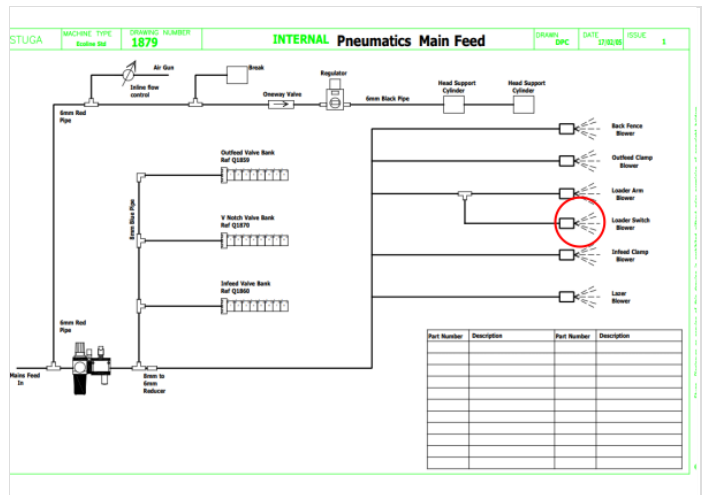 STUGA
MACHINE TYPE
Ecoline Std
DRAWING NUMBER
1879
INTERNAL Pneumatics Main Feed
DRAWN
DPC
DATE
17/02/05
ISSUE
1
Air Gun
Break
Inline flow
control
Regulator
Oneway Valve
6mm Black Pipe
Head Support
Cylinder
Head Support
Cylinder
6mm Red
Pipe
Back Fence
Blower
Outfeed Valve Bank
Ref Q1859
Outfeed Clamp
Blower
Loader Arm
Blower
8mm Blue Pipe
V Notch Valve Bank
Ref Q1870
Loader Switch
Blower
Infeed Clamp
Blower
Infeed Valve Bank
Ref Q1860
Lazer
Blower
6mm Red
Pipe
Mains Feed
In
8mm to
6mm
Reducer
Part Number Description Part Number Description